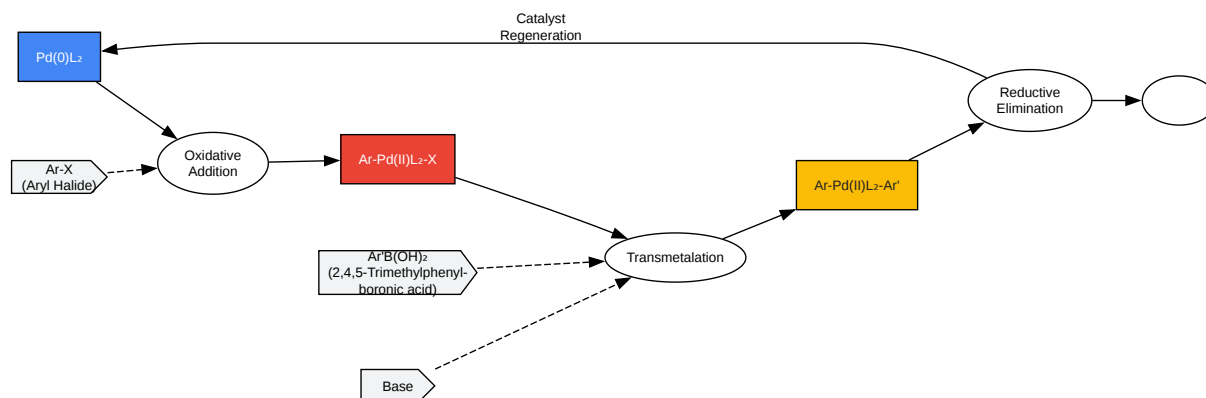 Catalyst
Regeneration
Pd(0)L₂
Reductive
Elimination
Oxidative
Addition
Ar-Pd(II)L₂-X
Ar-X
(Aryl Halide)
Ar-Pd(II)L₂-Ar'
Ar'B(OH)₂
(2,4,5-Trimethylphenyl-
boronic acid)
Transmetalation
Base